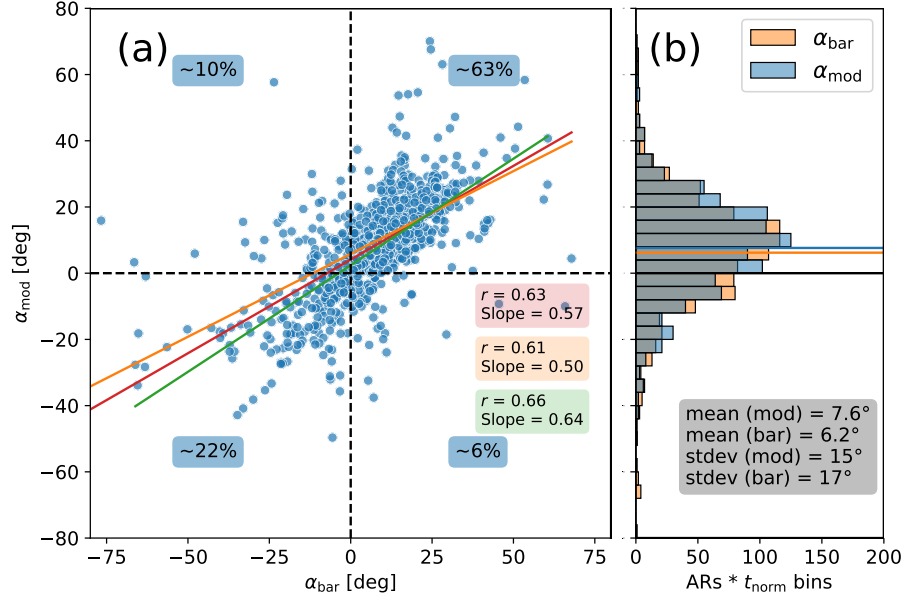 (a)
~10%
~63%
r = 0.63
Slope = 0.57
r = 0.61
Slope = 0.50
r = 0.66
Slope = 0.64
~22%
~6%
80
60
40
20
0
−20
−40
−60
−80
α_mod [deg]
−75 −50 −25 0 25 50 75
α_bar [deg]
(b)
α_bar
α_mod
mean (mod) = 7.6°
mean (bar) = 6.2°
stdev (mod) = 15°
stdev (bar) = 17°
0 50 100 150 200
ARs * t_norm bins